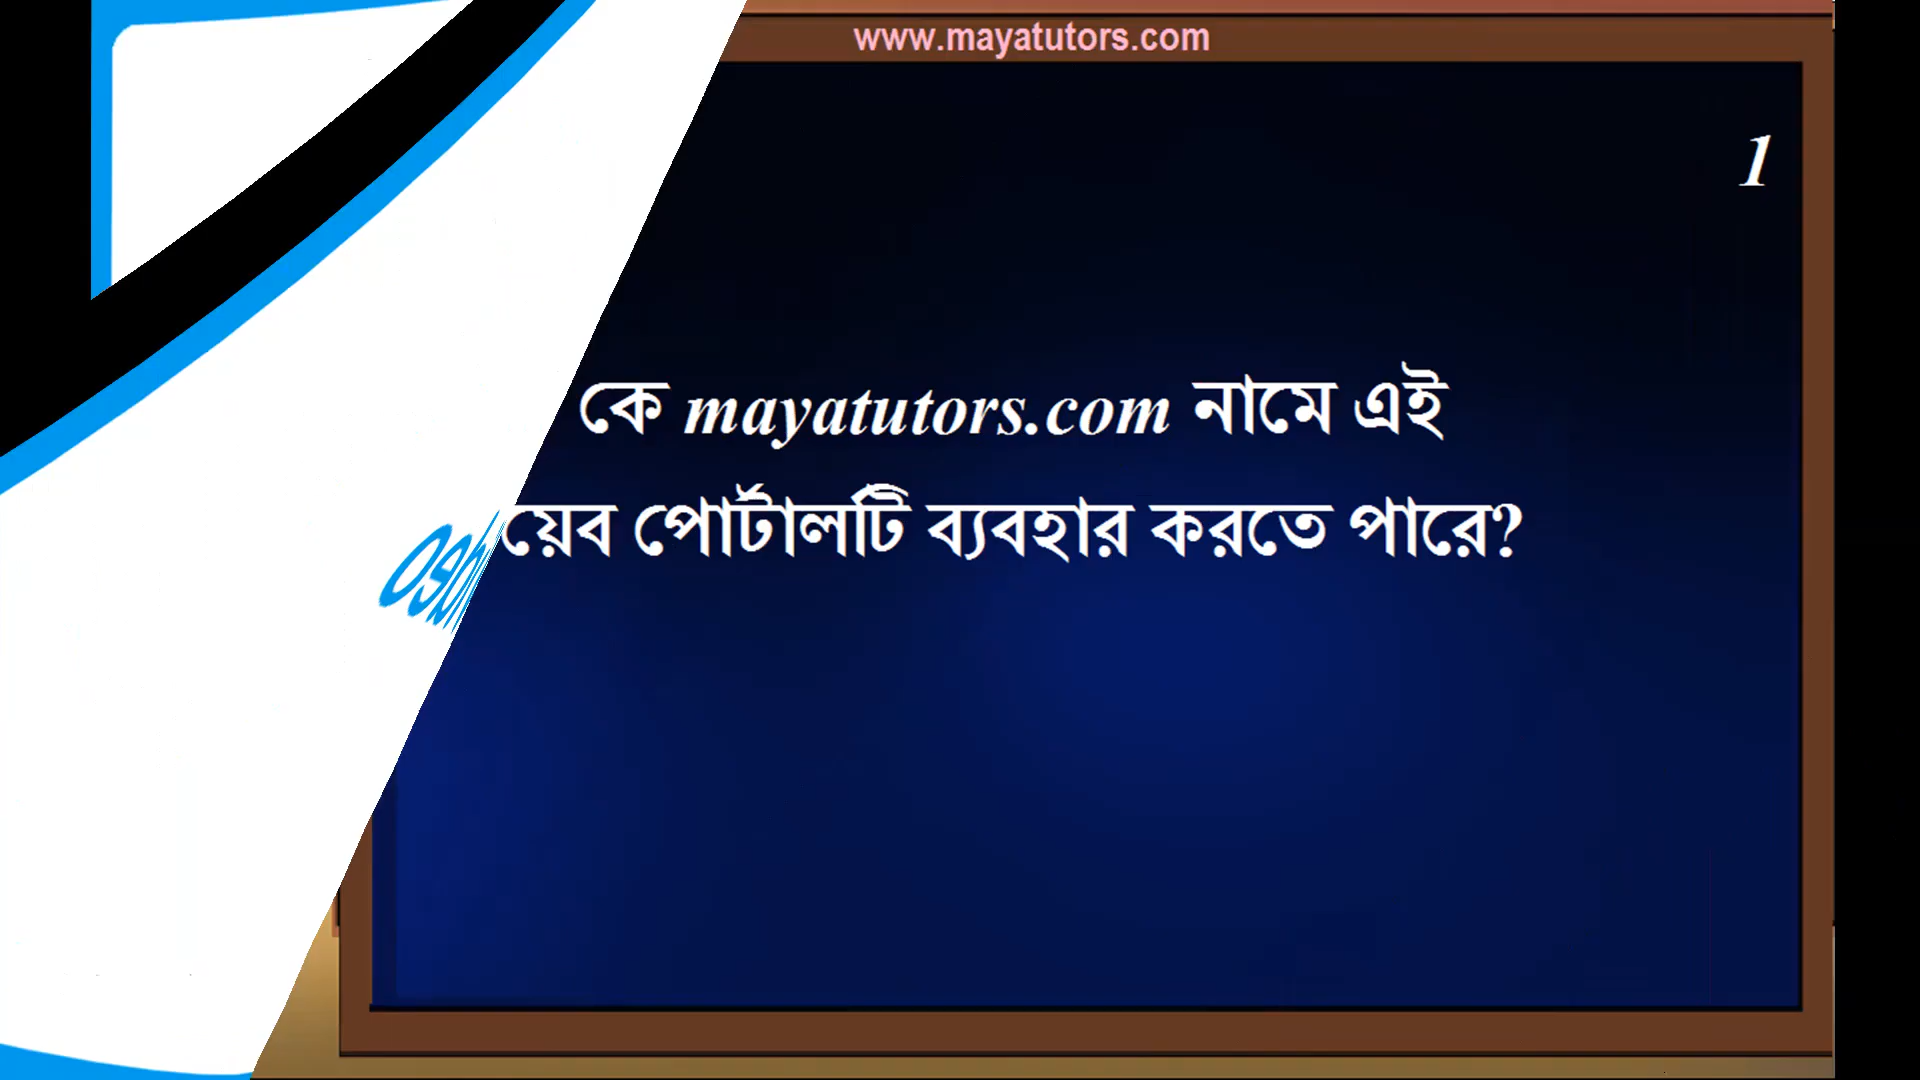 www.mayatutors.com
1
কে mayatutors.com নামে এই
য়েব পোর্টালটি ব্যবহার করতে পারে?